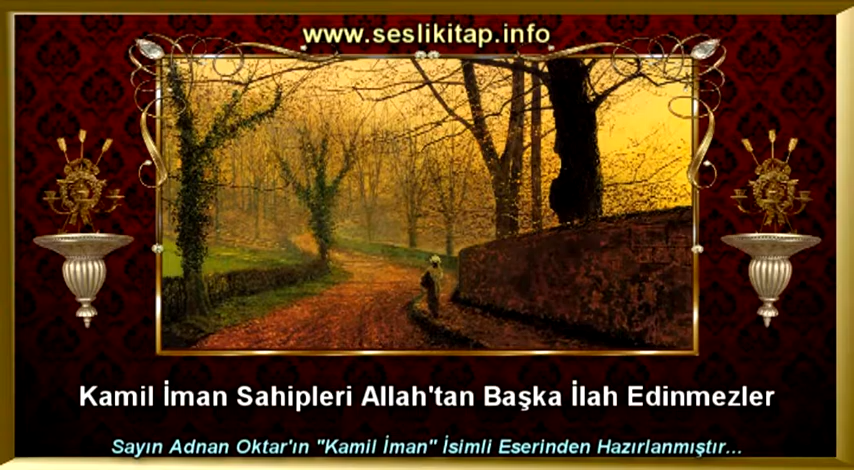 www.seslikitap.info
Kamil İman Sahipleri Allah'tan Başka İlah Edinmezler
Sayın Adnan Oktar'ın "Kamil İman" İsimli Eserinden Hazırlanmıştır...